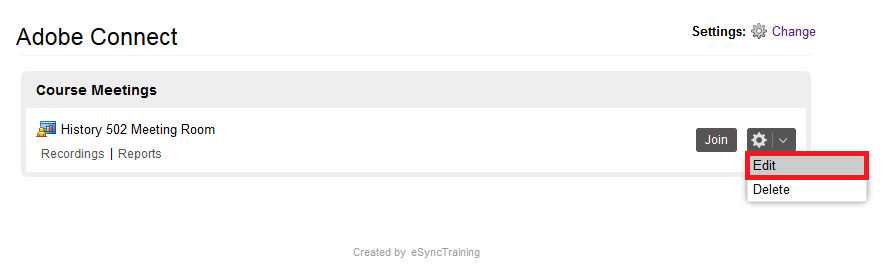 Adobe Connect
Settings: Change
Course Meetings
History 502 Meeting Room
Join
Recordings | Reports
Edit
Delete
Created by eSyncTraining